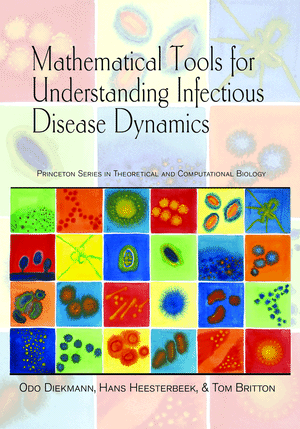 Mathematical Tools for
Understanding Infectious
Disease Dynamics
Princeton Series in Theoretical and Computational Biology
Odo Diekmann, Hans Heesterbeek, & Tom Britton